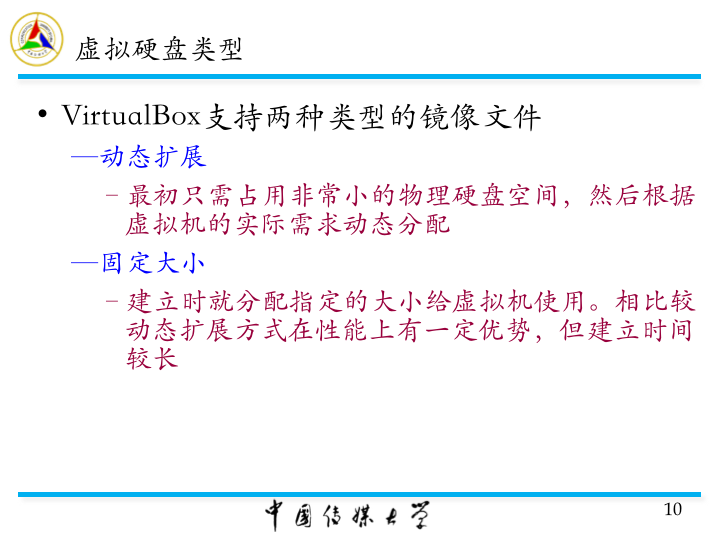 虚拟硬盘类型
• VirtualBox支持两种类型的镜像文件
—动态扩展
– 最初只需占用非常小的物理硬盘空间，然后根据
虚拟机的实际需求动态分配
—固定大小
– 建立时就分配指定的大小给虚拟机使用。相比较
动态扩展方式在性能上有一定优势，但建立时间
较长
中国传媒大学
10